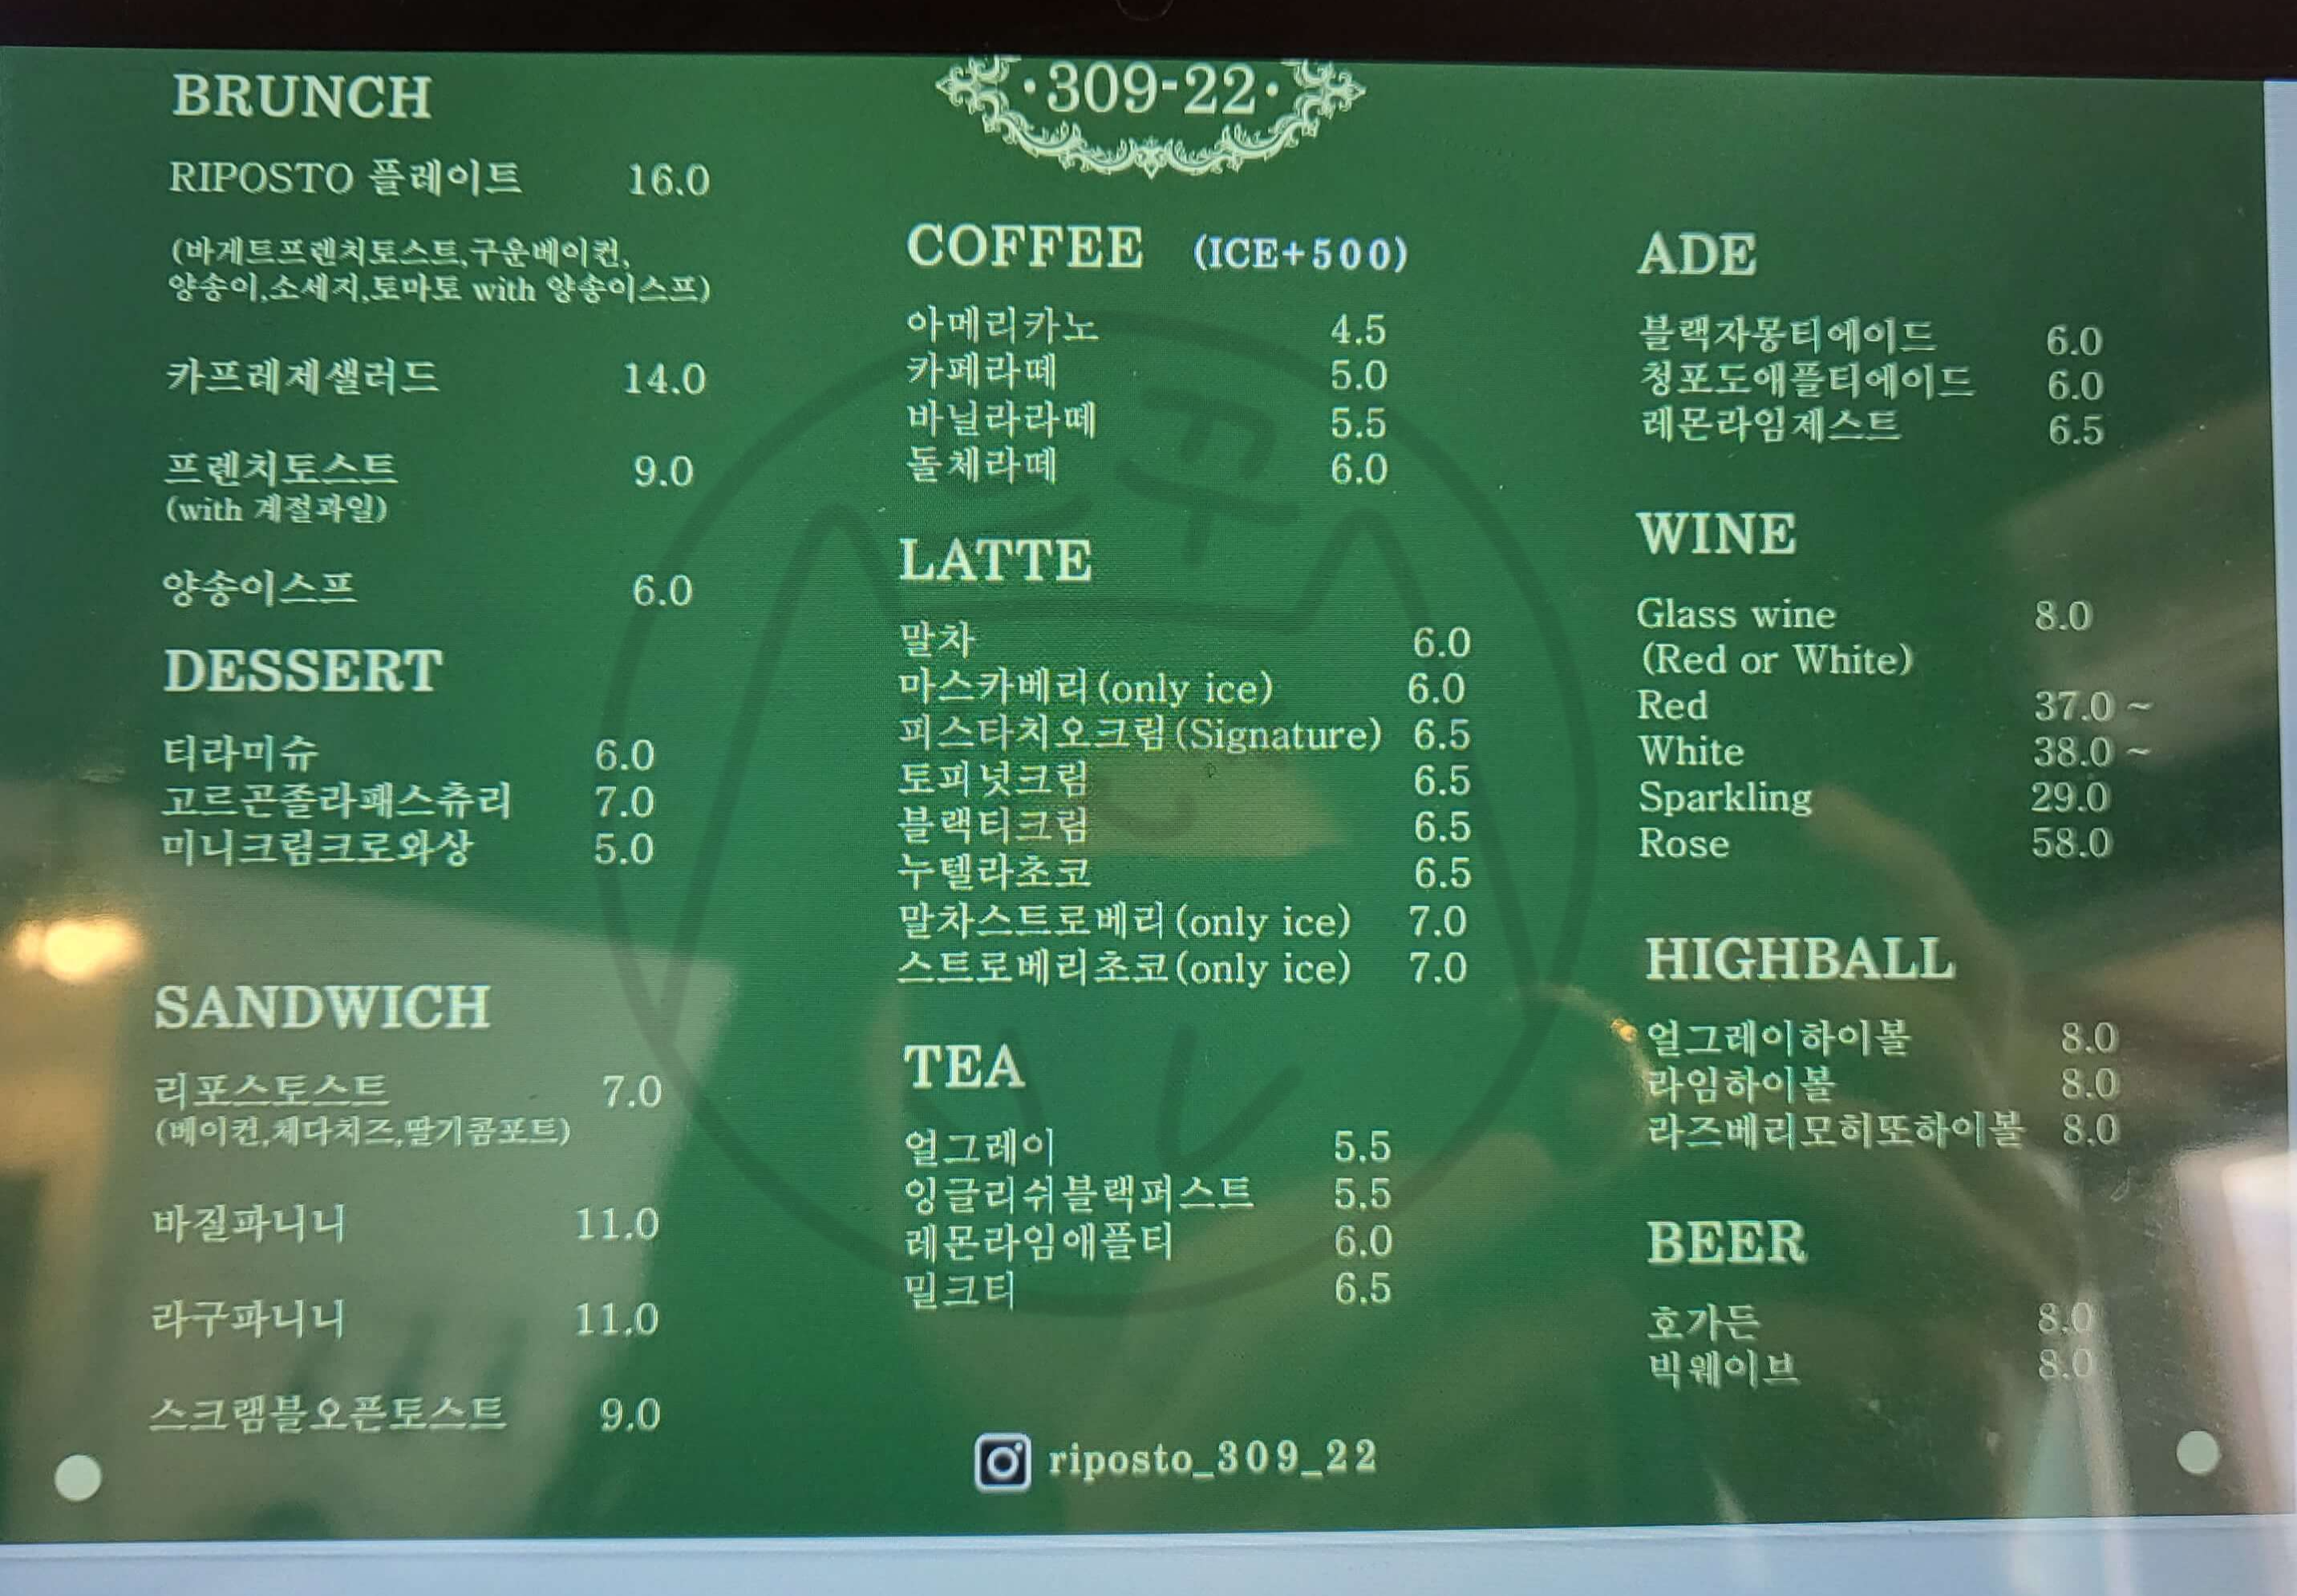 BRUNCH
RIPOSTO 플레이트 16.0
(바게트프렌치토스트,구운베이컨,
양송이,소세지,토마토 with 양송이스프)
카프레제샐러드 14.0
프렌치토스트 9.0
(with 계절과일)
양송이스프 6.0
DESSERT
티라미슈 6.0
고르곤졸라패스츄리 7.0
미니크림크로와상 5.0
SANDWICH
리포스토스트 7.0
(베이컨,체다치즈,딸기콤포트)
바질파니니 11.0
라구파니니 11.0
스크램블오픈토스트 9.0
·309-22·
COFFEE (ICE+500)
아메리카노 4.5
카페라떼 5.0
바닐라라떼 5.5
돌체라떼 6.0
LATTE
말차 6.0
마스카베리(only ice) 6.0
피스타치오크림(Signature) 6.5
토피넛크림 6.5
블랙티크림 6.5
누텔라초코 6.5
말차스트로베리(only ice) 7.0
스트로베리초코(only ice) 7.0
TEA
얼그레이 5.5
잉글리쉬블랙퍼스트 5.5
레몬라임애플티 6.0
밀크티 6.5
riposto_309_22
ADE
블랙자몽티에이드 6.0
청포도애플티에이드 6.0
레몬라임제스트 6.5
WINE
Glass wine 8.0
(Red or White)
Red 37.0 ~
White 38.0 ~
Sparkling 29.0
Rose 58.0
HIGHBALL
얼그레이하이볼 8.0
라임하이볼 8.0
라즈베리모히또하이볼 8.0
BEER
호가든 8.0
빅웨이브 8.0